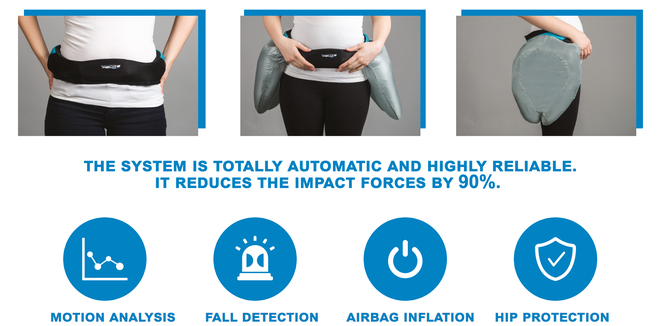 THE SYSTEM IS TOTALLY AUTOMATIC AND HIGHLY RELIABLE.
IT REDUCES THE IMPACT FORCES BY 90%.
MOTION ANALYSIS
FALL DETECTION
AIRBAG INFLATION
HIP PROTECTION